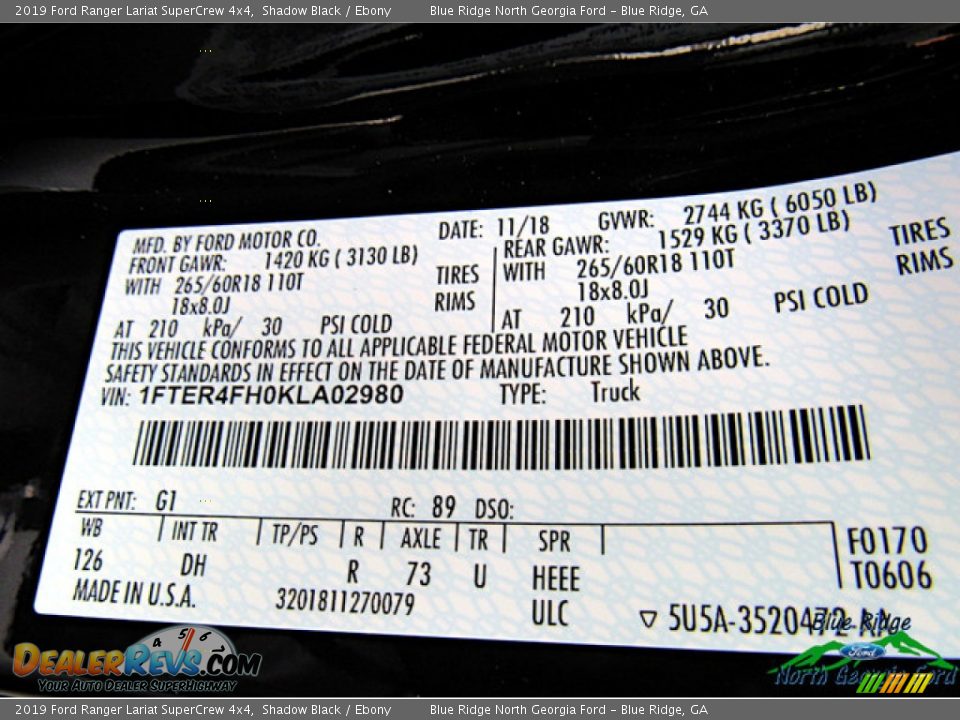 2019 Ford Ranger Lariat SuperCrew 4x4, Shadow Black / Ebony Blue Ridge North Georgia Ford - Blue Ridge, GA
MFD. BY FORD MOTOR CO. DATE: 11/18 GVWR: 2744 KG ( 6050 LB)
FRONT GAWR: 1420 KG ( 3130 LB) REAR GAWR: 1529 KG ( 3370 LB)
WITH 265/60R18 110T TIRES WITH 265/60R18 110T TIRES
18x8.0J RIMS 18x8.0J RIMS
AT 210 kPa/ 30 PSI COLD AT 210 kPa/ 30 PSI COLD
THIS VEHICLE CONFORMS TO ALL APPLICABLE FEDERAL MOTOR VEHICLE
SAFETY STANDARDS IN EFFECT ON THE DATE OF MANUFACTURE SHOWN ABOVE.
VIN: 1FTER4FH0KLA02980 TYPE: Truck
EXT PNT: G1 RC: 89 DSO:
WB INT TR TP/PS R AXLE TR SPR F0170
126 DH R 73 U HEEE T0606
MADE IN U.S.A. 3201811270079 ULC 5U5A-3520472-
Blue Ridge
Ford
North Georgia Ford
DEALERREVS.COM
YOUR AUTO DEALER SUPERHIGHWAY
4 5 6
2019 Ford Ranger Lariat SuperCrew 4x4, Shadow Black / Ebony Blue Ridge North Georgia Ford - Blue Ridge, GA